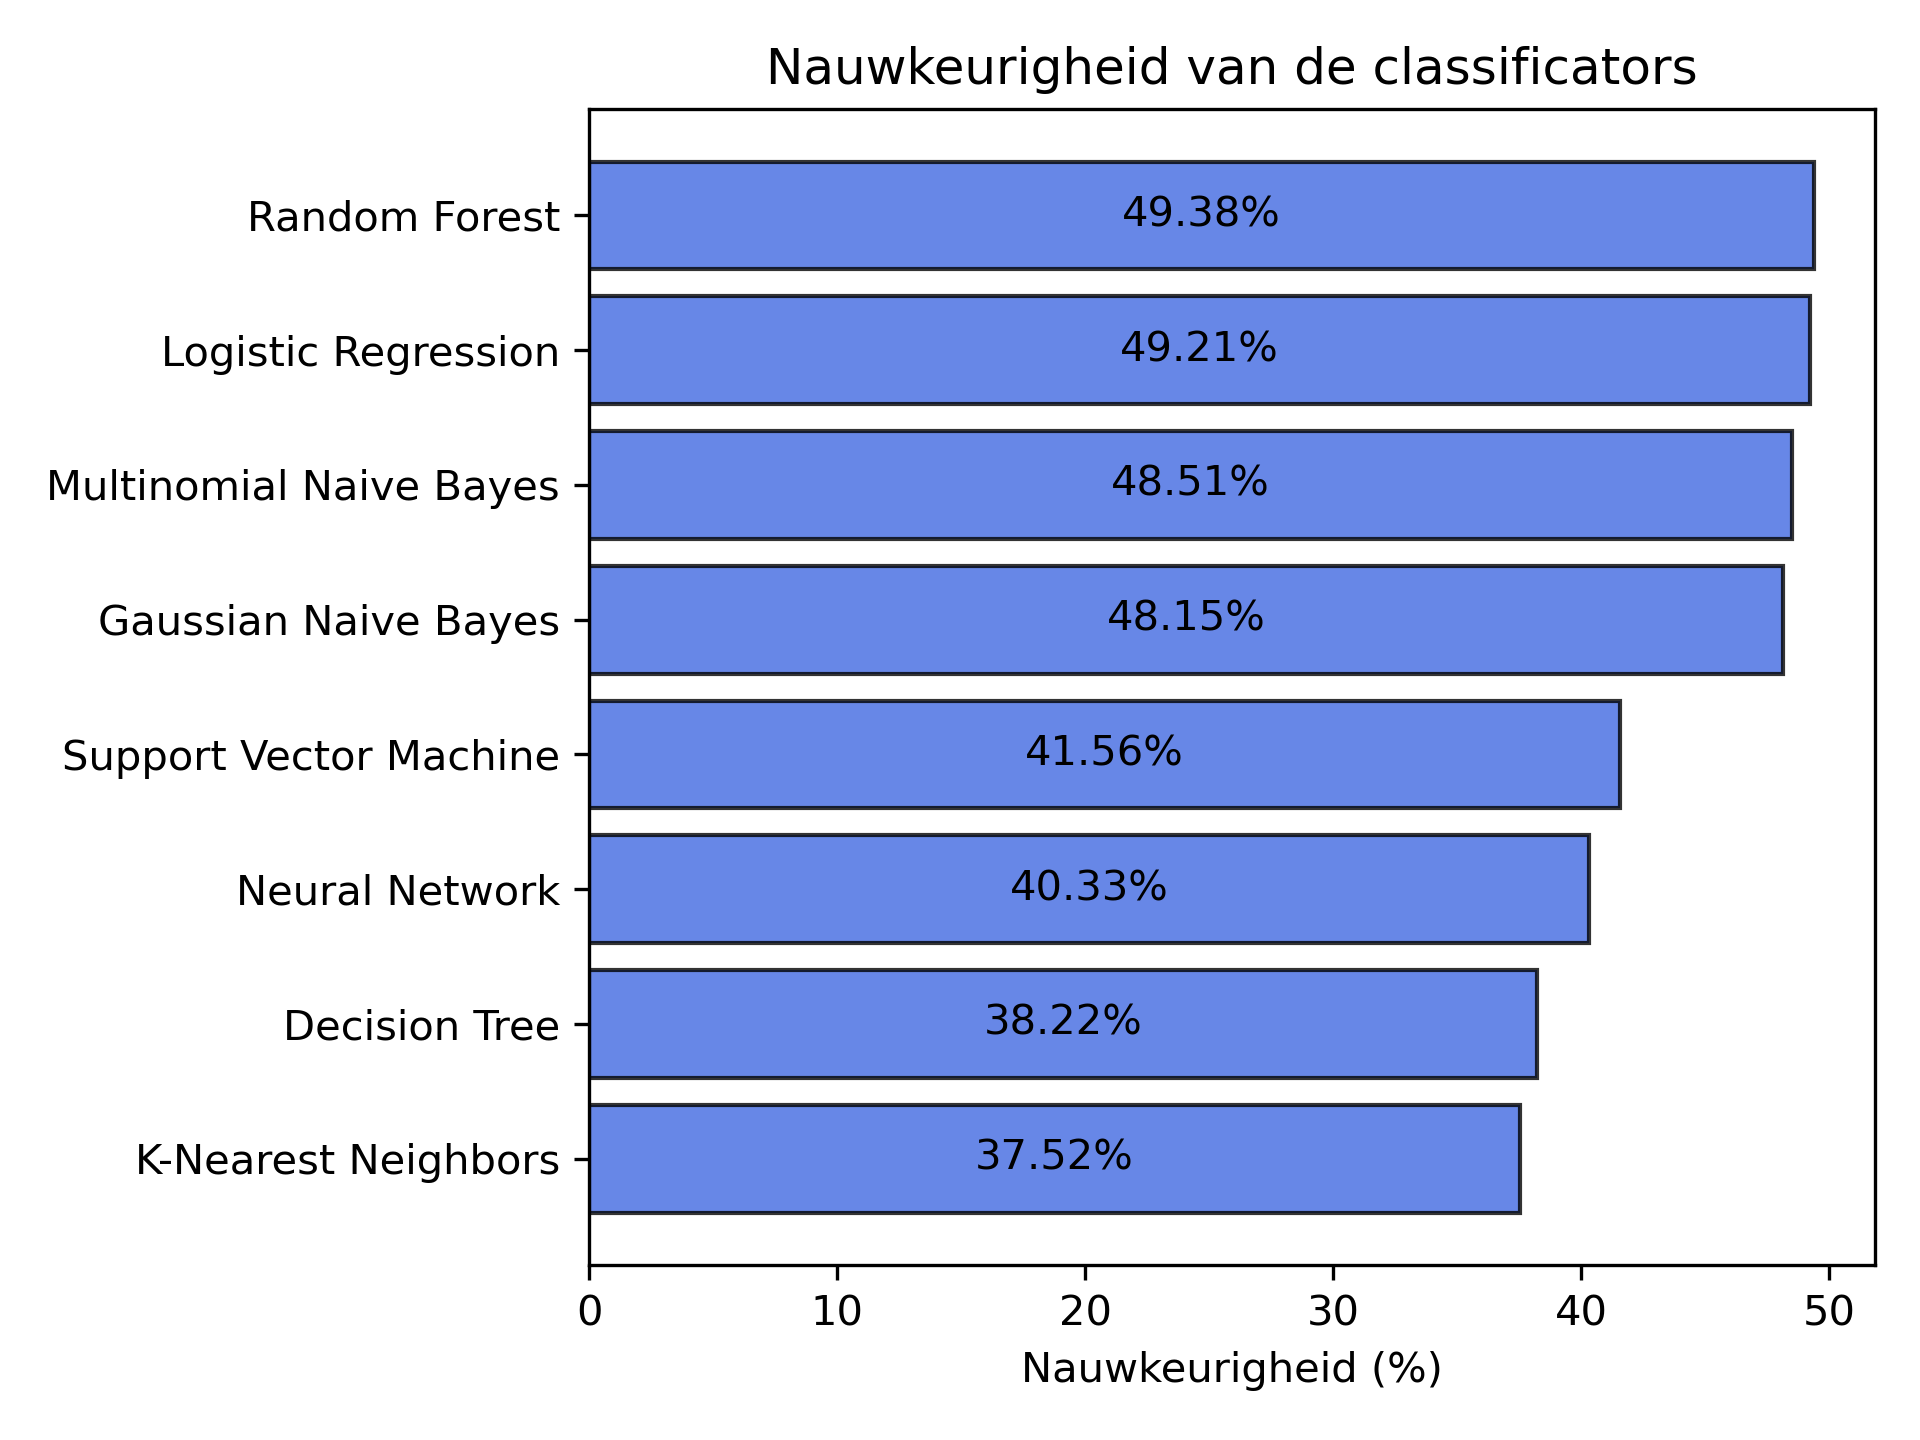 Nauwkeurigheid van de classificators
Random Forest 49.38%
Logistic Regression 49.21%
Multinomial Naive Bayes 48.51%
Gaussian Naive Bayes 48.15%
Support Vector Machine 41.56%
Neural Network 40.33%
Decision Tree 38.22%
K-Nearest Neighbors 37.52%
0 10 20 30 40 50
Nauwkeurigheid (%)